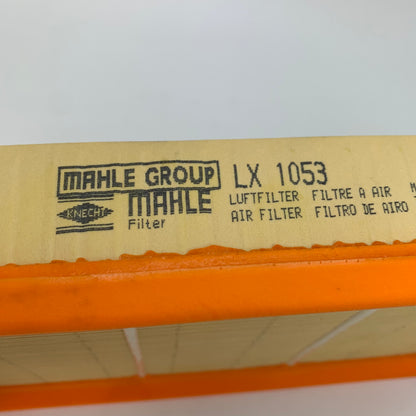 MAHLE GROUP
KNECHT
MAHLE
Filter
LX 1053
LUFTFILTER FILTRE A AIR
AIR FILTER FILTRO DE AIRO